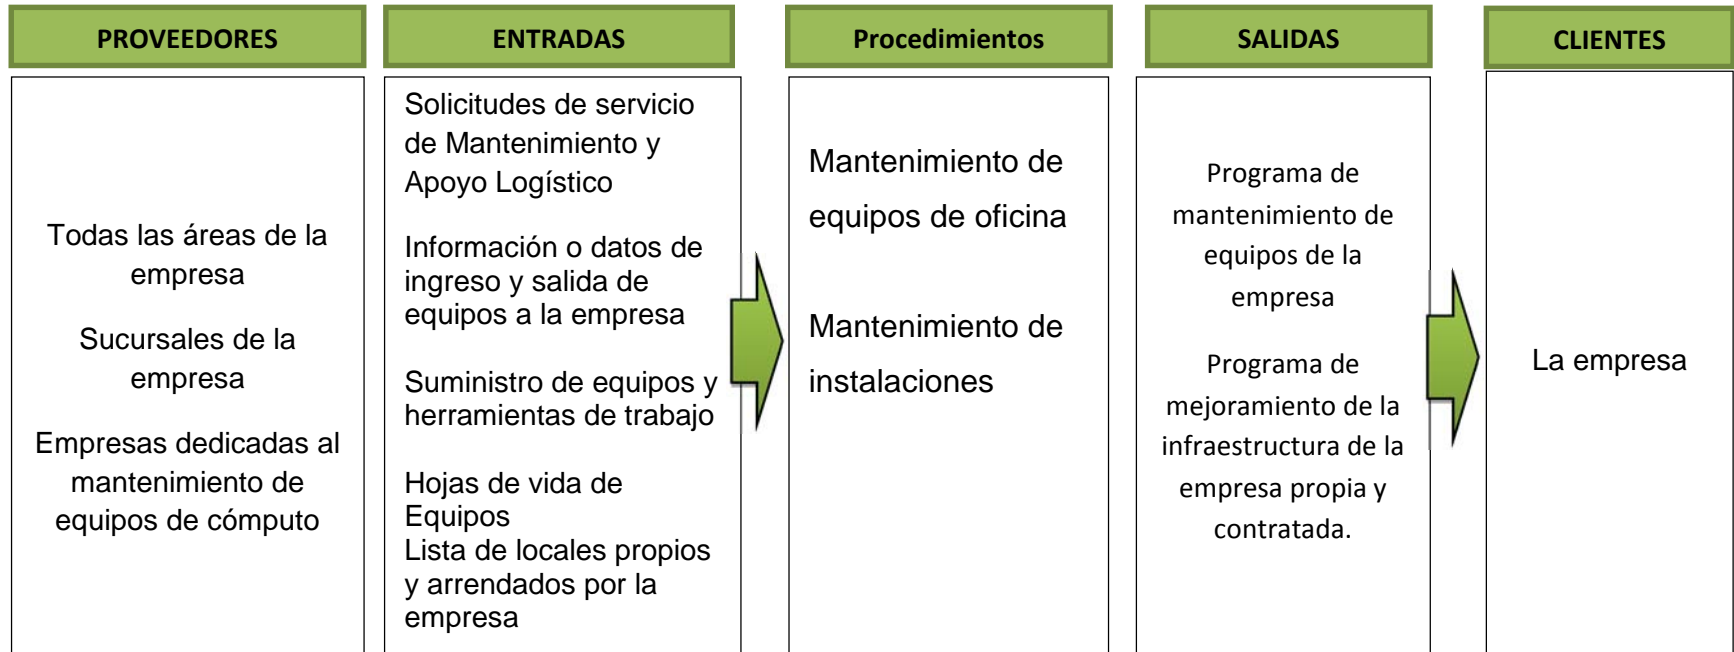 PROVEEDORES
Todas las áreas de la
empresa
Sucursales de la
empresa
Empresas dedicadas al
mantenimiento de
equipos de cómputo
ENTRADAS
Solicitudes de servicio
de Mantenimiento y
Apoyo Logístico
Información o datos de
ingreso y salida de
equipos a la empresa
Suministro de equipos y
herramientas de trabajo
Hojas de vida de
Equipos
Lista de locales propios
y arrendados por la
empresa
Procedimientos
Mantenimiento de
equipos de oficina
Mantenimiento de
instalaciones
SALIDAS
Programa de
mantenimiento de
equipos de la
empresa
Programa de
mejoramiento de la
infraestructura de la
empresa propia y
contratada.
CLIENTES
La empresa